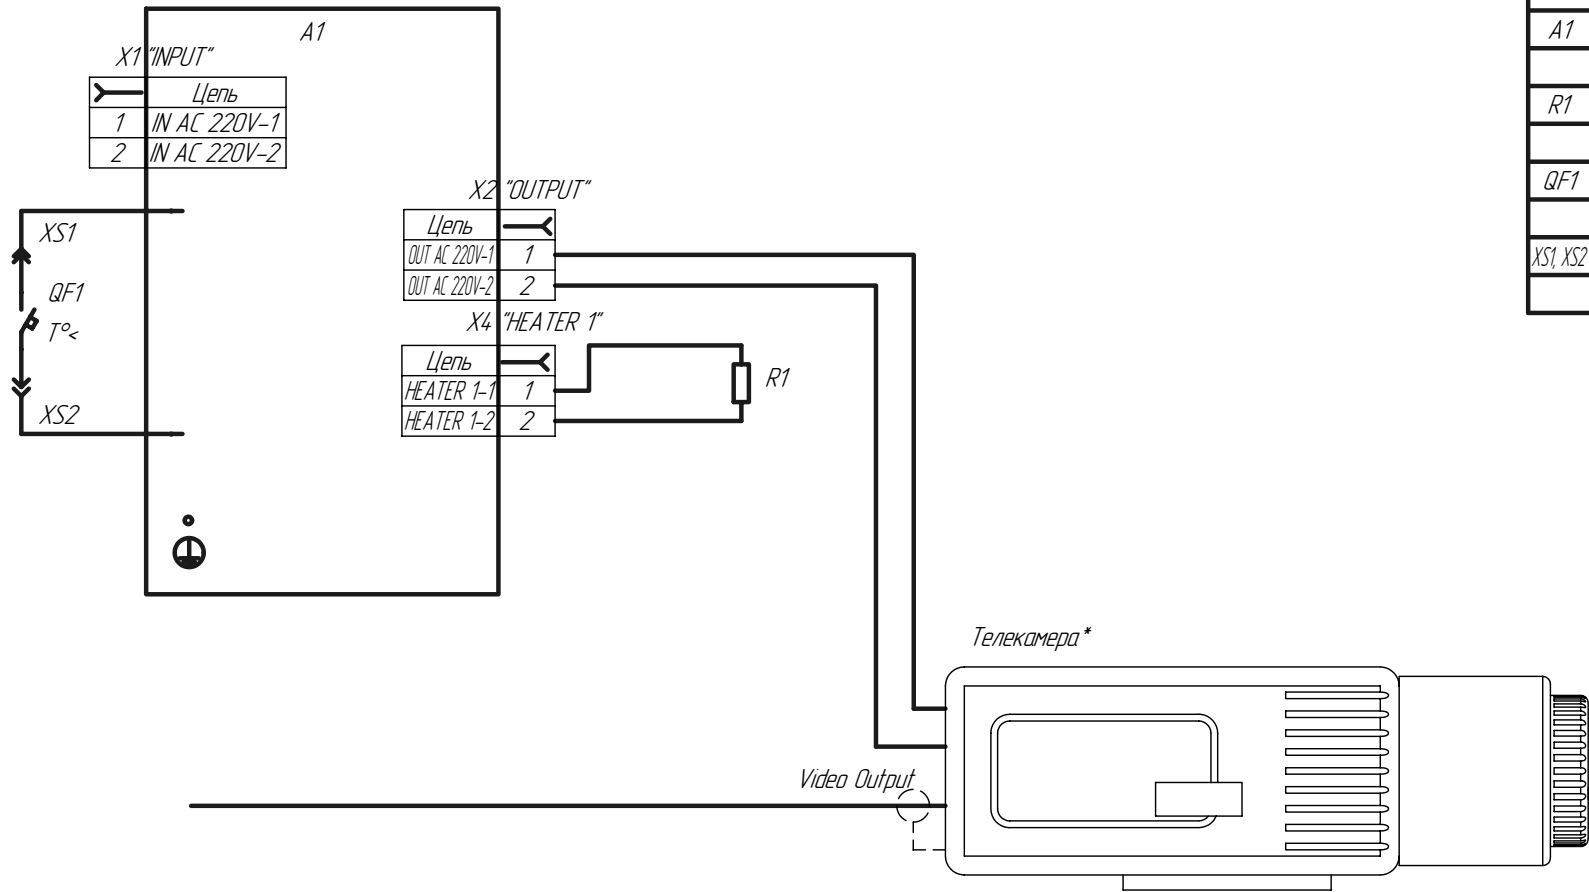 A1
X1 "INPUT"
Цепь
1 IN AC 220V-1
2 IN AC 220V-2
XS1
QF1
T°<
XS2
X2 "OUTPUT"
Цепь
OUT AC 220V-1 1
OUT AC 220V-2 2
X4 "HEATER 1"
Цепь
HEATER 1-1 1
HEATER 1-2 2
R1
Телекамера*
Video Output
A1
R1
QF1
XS1, XS2